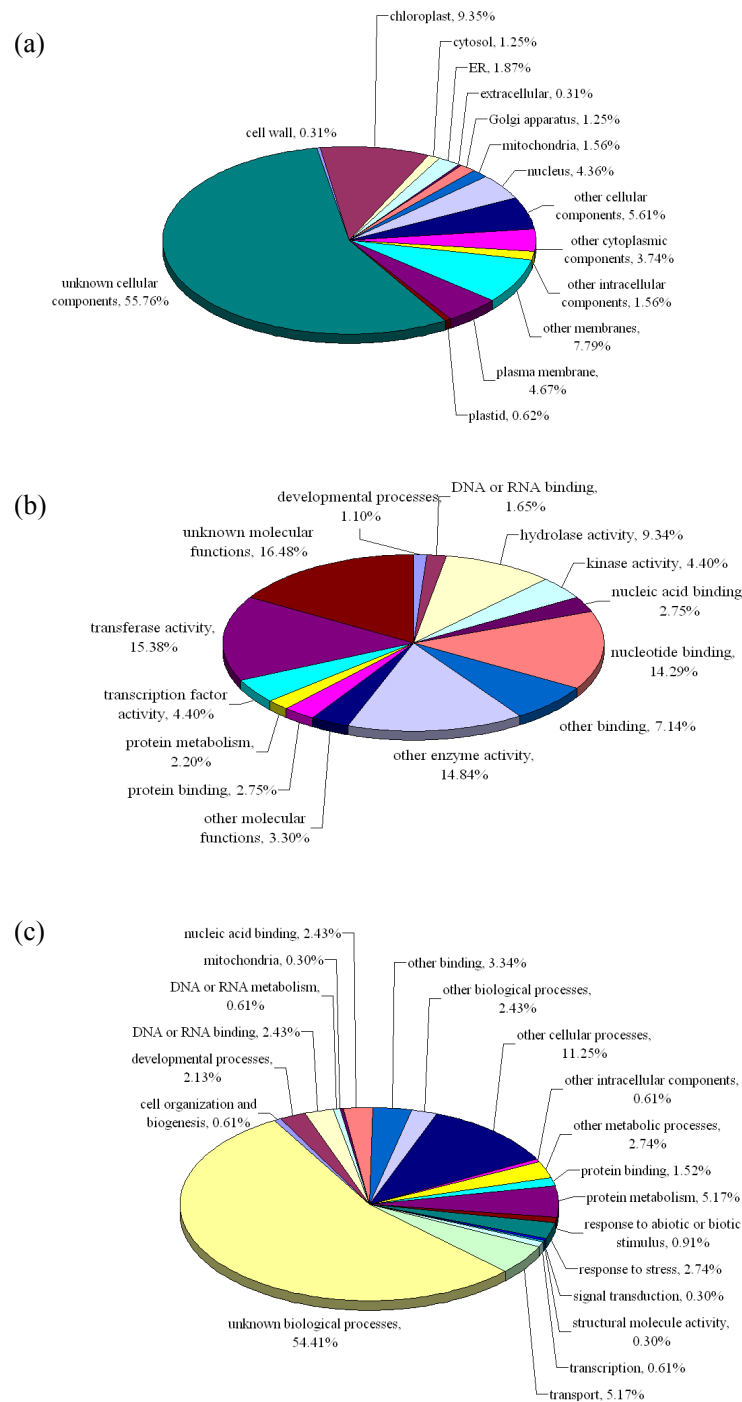 (a)
chloroplast, 9.35%
cytosol, 1.25%
ER, 1.87%
extracellular, 0.31%
Golgi apparatus, 1.25%
cell wall, 0.31%
mitochondria, 1.56%
nucleus, 4.36%
other cellular
components, 5.61%
other cytoplasmic
components, 3.74%
unknown cellular
components, 55.76%
other intracellular
components, 1.56%
other membranes,
7.79%
plasma membrane,
4.67%
plastid, 0.62%
(b)
developmental processes,
1.10%
DNA or RNA binding,
1.65%
unknown molecular
functions, 16.48%
hydrolase activity, 9.34%
kinase activity, 4.40%
nucleic acid binding
2.75%
transferase activity,
15.38%
nucleotide binding,
14.29%
transcription factor
activity, 4.40%
other binding, 7.14%
protein metabolism,
2.20%
other enzyme activity,
14.84%
protein binding, 2.75%
other molecular
functions, 3.30%
(c)
nucleic acid binding, 2.43%
mitochondria, 0.30%
other binding, 3.34%
DNA or RNA metabolism,
0.61%
other biological processes,
2.43%
DNA or RNA binding, 2.43%
other cellular processes,
11.25%
developmental processes,
2.13%
other intracellular components,
0.61%
cell organization and
biogenesis, 0.61%
other metabolic processes,
2.74%
protein binding, 1.52%
protein metabolism, 5.17%
response to abiotic or biotic
stimulus, 0.91%
response to stress, 2.74%
signal transduction, 0.30%
structural molecule activity,
0.30%
unknown biological processes,
54.41%
transcription, 0.61%
transport, 5.17%